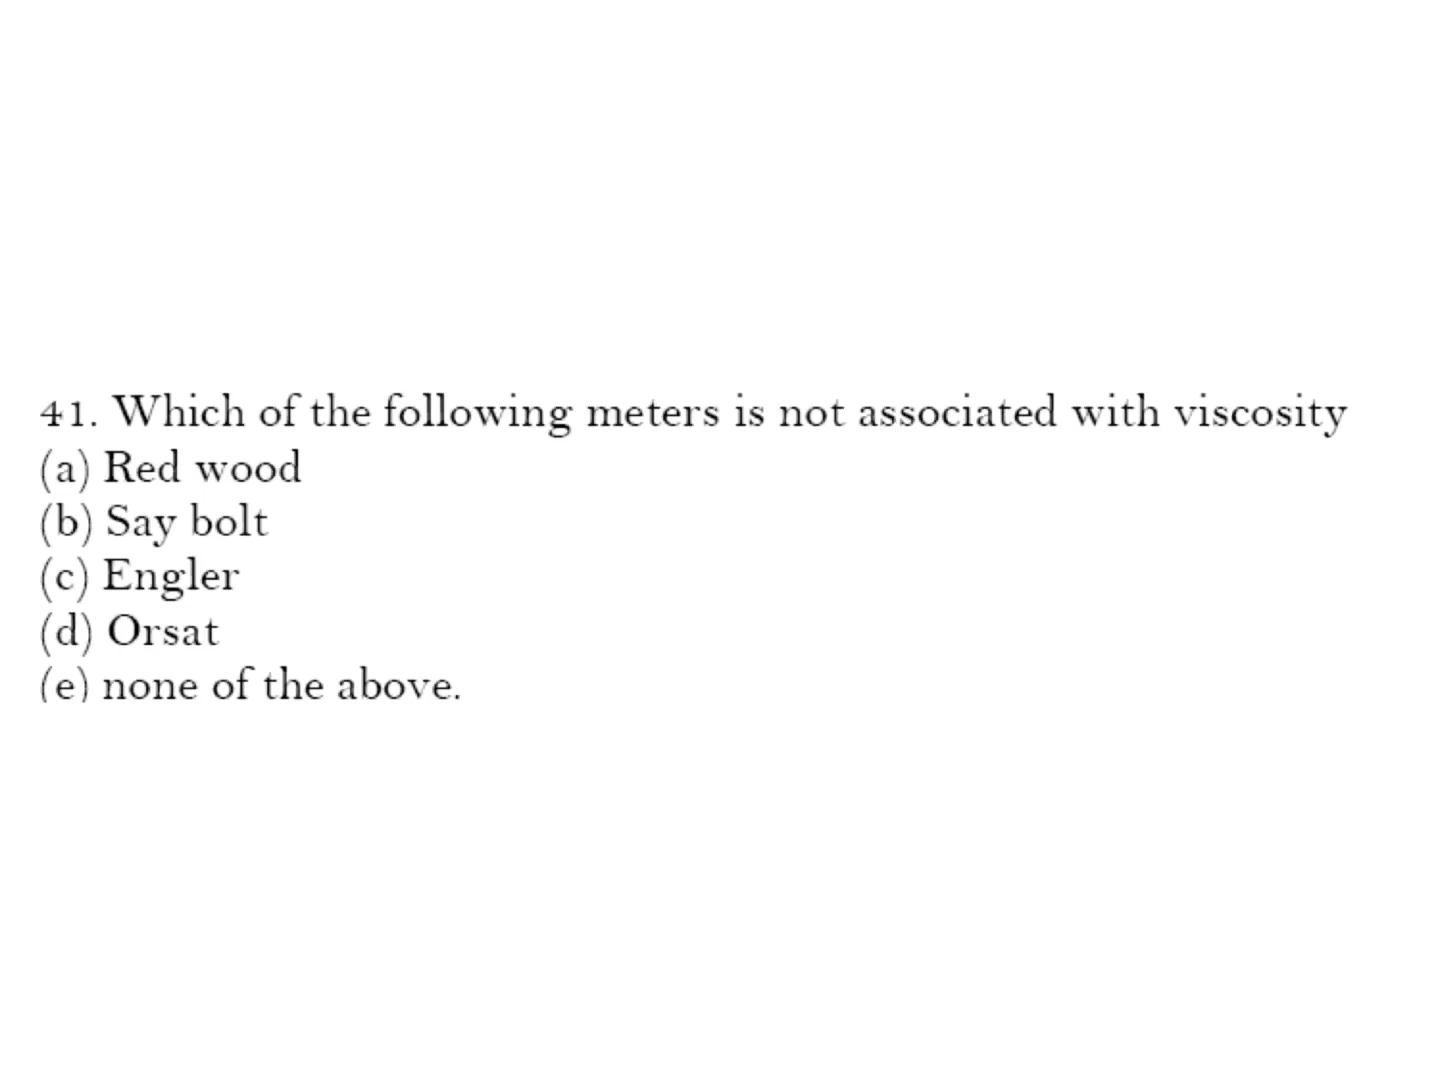 41. Which of the following meters is not associated with viscosity
(a) Red wood
(b) Say bolt
(c) Engler
(d) Orsat
(e) none of the above.